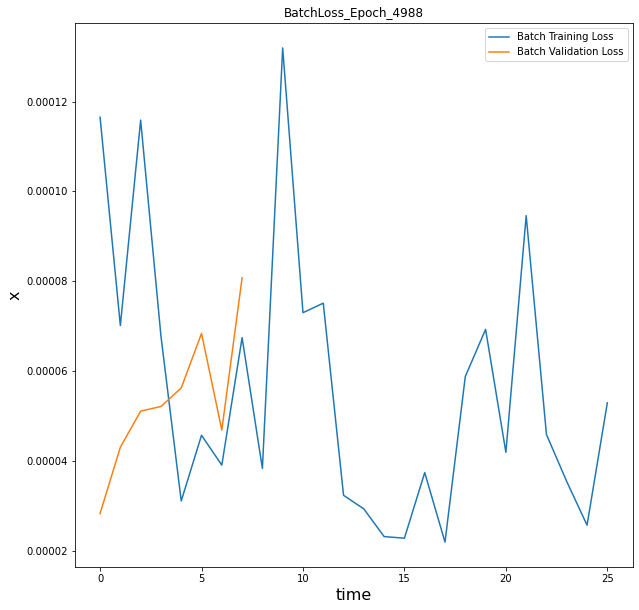 BatchLoss_Epoch_4988
Batch Training Loss
Batch Validation Loss
0.00012
0.00010
0.00008
0.00006
0.00004
0.00002
x
0 5 10 15 20 25
time